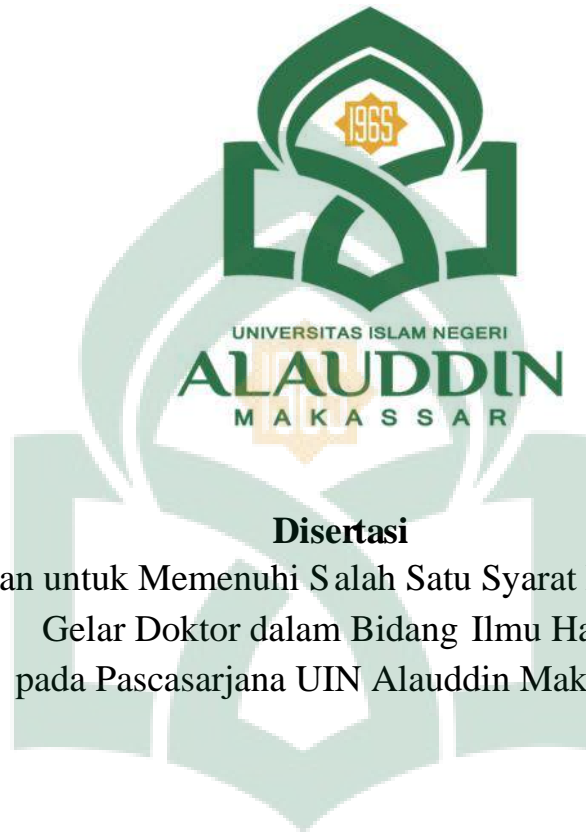 1965
UNIVERSITAS ISLAM NEGERI
ALAUDDIN
MAKASSAR
Disertasi
an untuk Memenuhi Salah Satu Syarat
Gelar Doktor dalam Bidang Ilmu Ha
pada Pascasarjana UIN Alauddin Mak